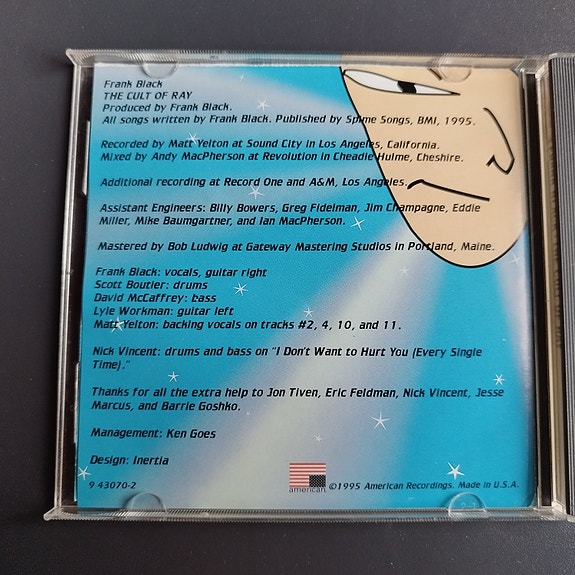 Frank Black
THE CULT OF RAY
Produced by Frank Black.
All songs written by Frank Black. Published by Spime Songs, BMI, 1995.
Recorded by Matt Yelton at Sound City in Los Angeles, California.
Mixed by Andy MacPherson at Revolution in Cheadle Hulme, Cheshire.
Additional recording at Record One and A&M, Los Angeles.
Assistant Engineers: Billy Bowers, Greg Fidelman, Jim Champagne, Eddie
Miller, Mike Baumgartner, and Ian MacPherson.
Mastered by Bob Ludwig at Gateway Mastering Studios in Portland, Maine.
Frank Black: vocals, guitar right
Scott Boutier: drums
David McCaffrey: bass
Lyle Workman: guitar left
Matt Yelton: backing vocals on tracks #2, 4, 10, and 11.
Nick Vincent: drums and bass on "I Don't Want to Hurt You (Every Single
Time)."
Thanks for all the extra help to Jon Tiven, Eric Feldman, Nick Vincent, Jesse
Marcus, and Barrie Goshko.
Management: Ken Goes
Design: Inertia
9 43070-2
american
©1995 American Recordings. Made in U.S.A.